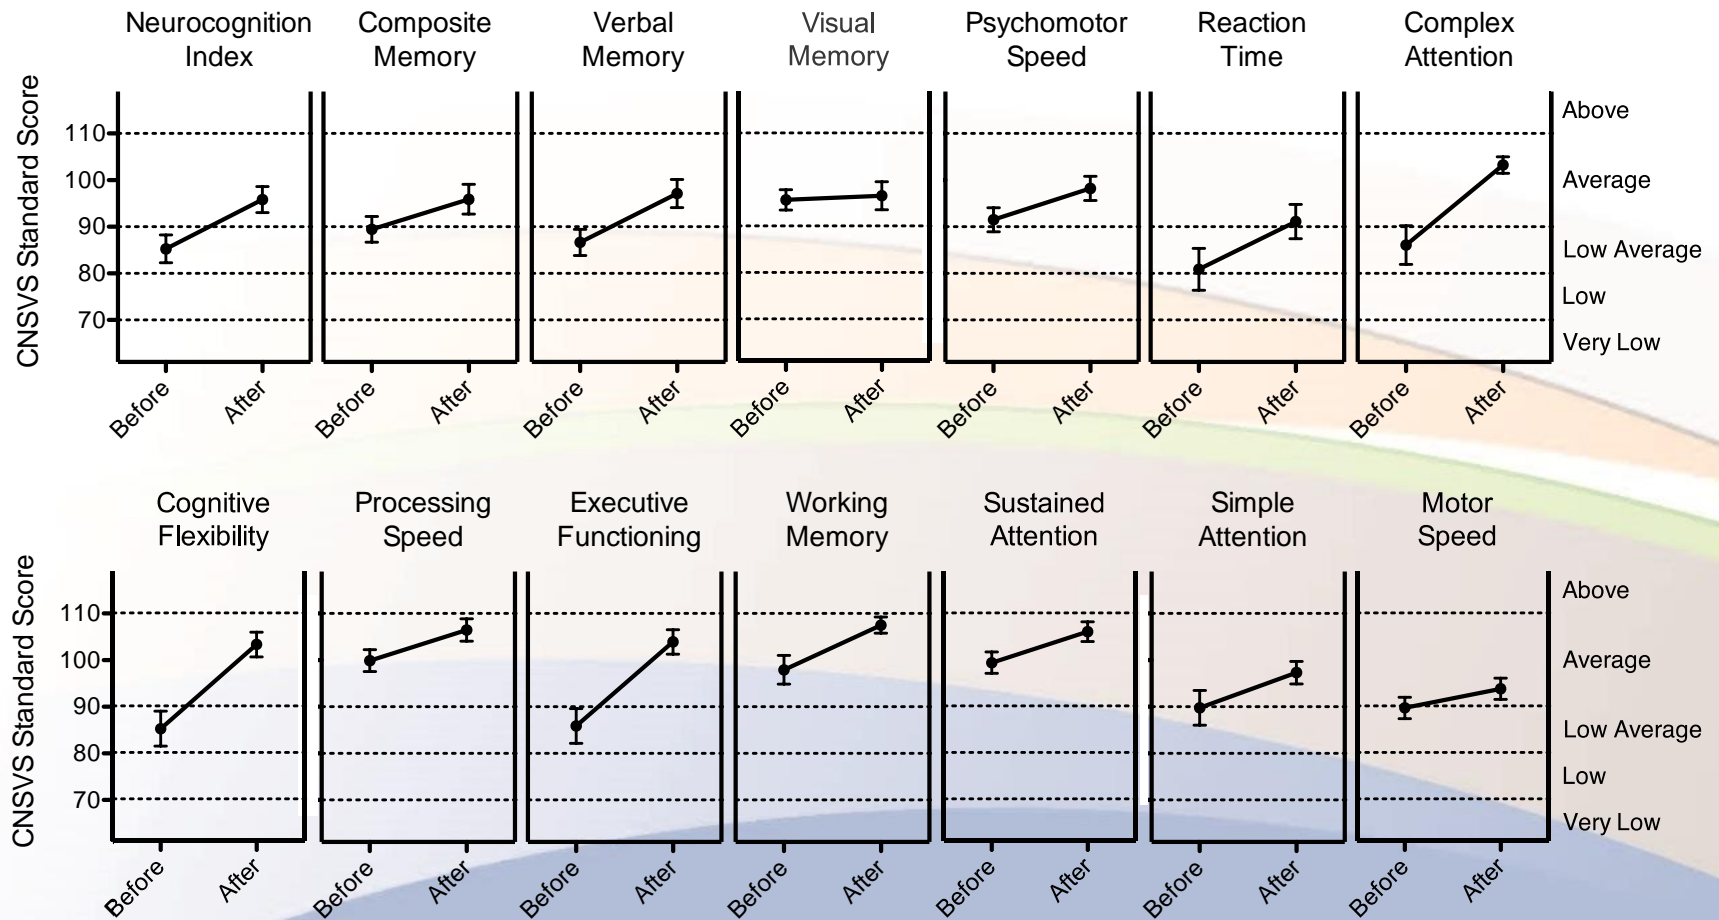 Neurocognition
Index
Composite
Memory
Verbal
Memory
Visual
Memory
Psychomotor
Speed
Reaction
Time
Complex
Attention
CNSVS Standard Score
110
100
90
80
70
Above
Average
Low Average
Low
Very Low
Before
After
Before
After
Before
After
Before
After
Before
After
Before
After
Before
After
Cognitive
Flexibility
Processing
Speed
Executive
Functioning
Working
Memory
Sustained
Attention
Simple
Attention
Motor
Speed
CNSVS Standard Score
110
100
90
80
70
Above
Average
Low Average
Low
Very Low
Before
After
Before
After
Before
After
Before
After
Before
After
Before
After
Before
After